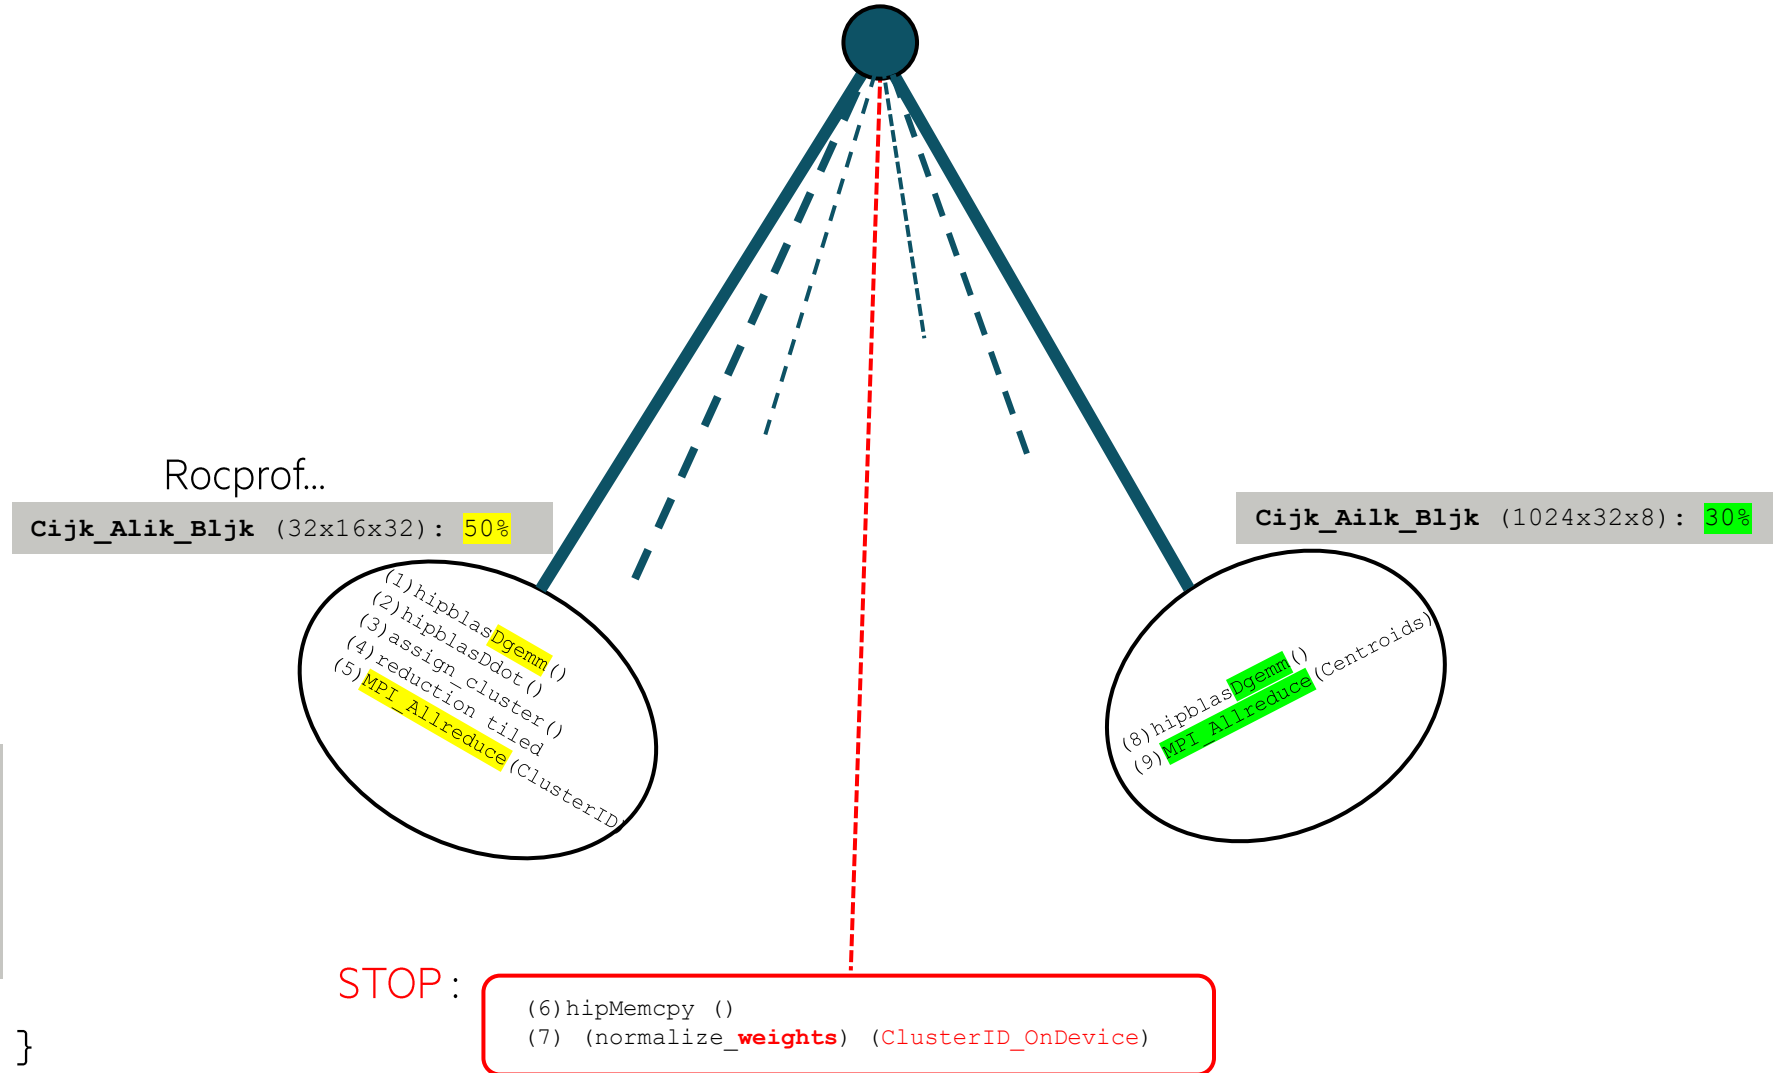 Rocprof...
Cijk_Alik_Bljk (32x16x32): 50%
Cijk_Ailk_Bljk (1024x32x8): 30%
(1)hipblasDgemm()
(2)hipblasDdot()
(3)assign_cluster()
(4)reduction tiled
(5)MPI_Allreduce(ClusterID)
(8)hipblasDgemm()
(9)MPI_Allreduce(Centroids)
STOP :
(6)hipMemcpy ()
(7) (normalize_weights) (ClusterID_OnDevice)
}